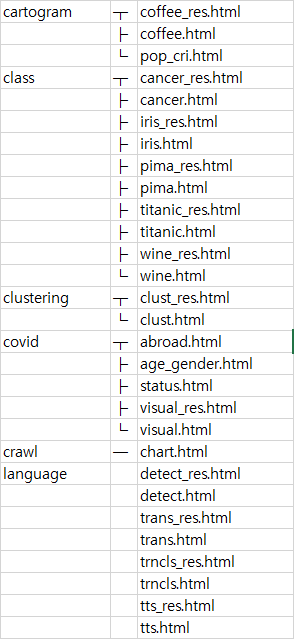 cartogram ┬ coffee_res.html
├ coffee.html
└ pop_cri.html
class ┬ cancer_res.html
├ cancer.html
├ iris_res.html
├ iris.html
├ pima_res.html
├ pima.html
├ titanic_res.html
├ titanic.html
├ wine_res.html
└ wine.html
clustering ┬ clust_res.html
└ clust.html
covid ┬ abroad.html
├ age_gender.html
├ status.html
├ visual_res.html
└ visual.html
crawl ─ chart.html
language detect_res.html
detect.html
trans_res.html
trans.html
trncls_res.html
trncls.html
tts_res.html
tts.html